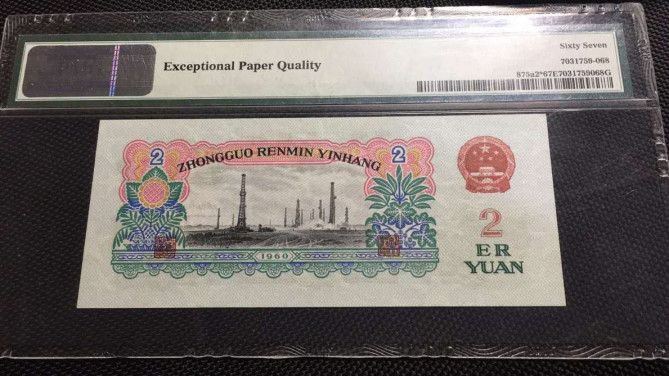 Sixty Seven
Exceptional Paper Quality
7031759-068
875a2*67E7031759068G
2 ZHONGGUO RENMIN YINHANG 2
2
ER
YUAN
1960